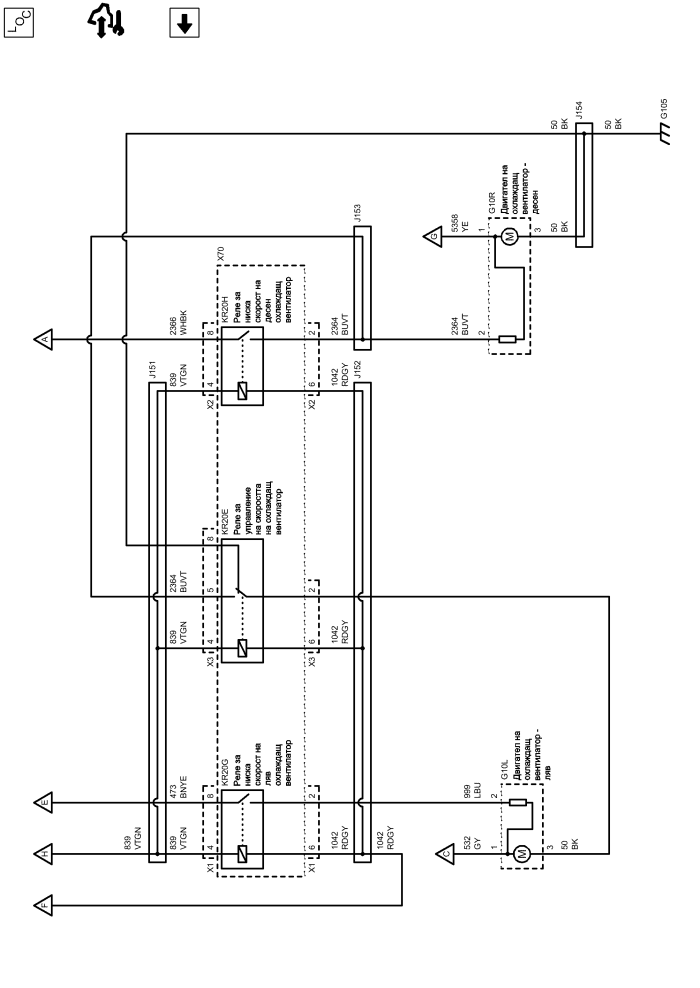 LOC
A
2366
WHBK
8
839
VTGN
4
X2
J151
X70
KR20H
Реле за
ниска
скорост на
десен
охлаждащ
вентилатор
2
2364
BUVT
6
1042
RDGY
X2
J153
J152
G
5358
YE
1
2364
BUVT
2
G10R
Двигател на
охлаждащ
вентилатор -
десен
M
3
50
BK
50
BK
J154
50
BK
G105
8
2364
BUVT
5
839
VTGN
4
X3
KR20E
Реле за
управление
на скоростта
на охлаждащ
вентилатор
2
6
1042
RDGY
X3
E
473
BNYE
8
H
839
VTGN
839
VTGN
4
X1
F
KR20G
Реле за
ниска
скорост на
ляв
охлаждащ
вентилатор
2
6
1042
RDGY
X1
1042
RDGY
999
LBU
2
C
532
GY
1
G10L
Двигател на
охлаждащ
вентилатор -
ляв
M
3
50
BK